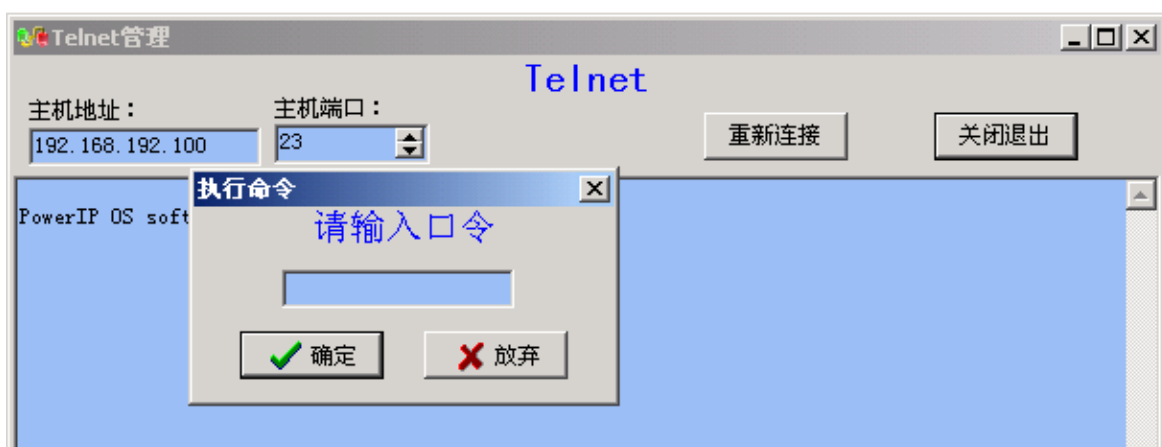 Telnet管理
Telnet
主机地址： 主机端口：
192.168.192.100 23 重新连接 关闭退出
执行命令
PowerIP OS soft
请输入口令
确定 放弃